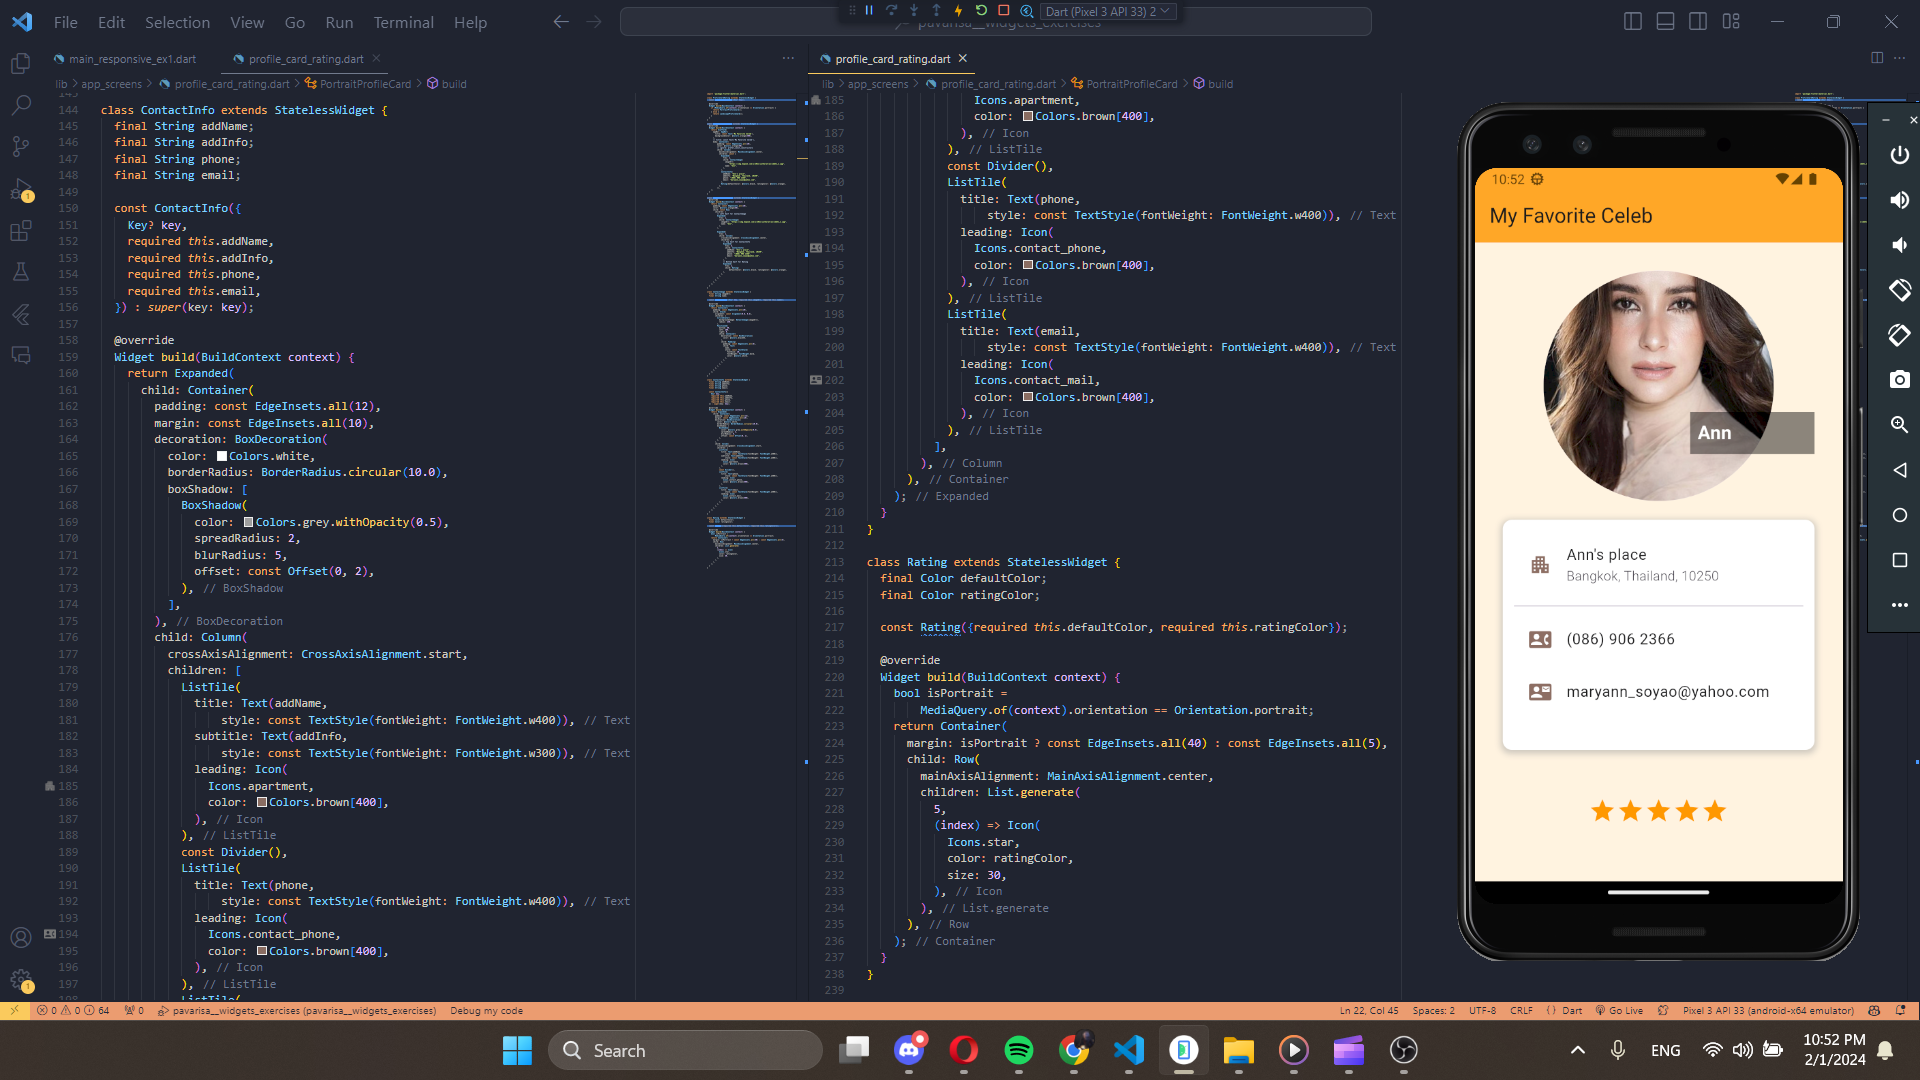 File Edit Selection View Go Run Terminal Help
Dart (Pixel 3 API 33) 2
main_responsive_ex1.dart
profile_card_rating.dart
lib > app_screens > profile_card_rating.dart > PortraitProfileCard > build
144 class ContactInfo extends StatelessWidget {
145 final String addName;
146 final String addInfo;
147 final String phone;
148 final String email;
149
150 const ContactInfo({
151 Key? key,
152 required this.addName,
153 required this.addInfo,
154 required this.phone,
155 required this.email,
156 }) : super(key: key);
157
158 @override
159 Widget build(BuildContext context) {
160 return Expanded(
161 child: Container(
162 padding: const EdgeInsets.all(12),
163 margin: const EdgeInsets.all(10),
164 decoration: BoxDecoration(
165 color: Colors.white,
166 borderRadius: BorderRadius.circular(10.0),
167 boxShadow: [
168 BoxShadow(
169 color: Colors.grey.withOpacity(0.5),
170 spreadRadius: 2,
171 blurRadius: 5,
172 offset: const Offset(0, 2),
173 ), // BoxShadow
174 ],
175 ), // BoxDecoration
176 child: Column(
177 crossAxisAlignment: CrossAxisAlignment.start,
178 children: [
179 ListTile(
180 title: Text(addName,
181 style: const TextStyle(fontWeight: FontWeight.w400)), // Text
182 subtitle: Text(addInfo,
183 style: const TextStyle(fontWeight: FontWeight.w300)), // Text
184 leading: Icon(
185 Icons.apartment,
186 color: Colors.brown[400],
187 ), // Icon
188 ), // ListTile
189 const Divider(),
190 ListTile(
191 title: Text(phone,
192 style: const TextStyle(fontWeight: FontWeight.w400)), // Text
193 leading: Icon(
194 Icons.contact_phone,
195 color: Colors.brown[400],
196 ), // Icon
197 ), // ListTile
198 ListTile(
profile_card_rating.dart
lib > app_screens > profile_card_rating.dart > PortraitProfileCard > build
185 Icons.apartment,
186 color: Colors.brown[400],
187 ), // Icon
188 ), // ListTile
189 const Divider(),
190 ListTile(
191 title: Text(phone,
192 style: const TextStyle(fontWeight: FontWeight.w400)), // Text
193 leading: Icon(
194 Icons.contact_phone,
195 color: Colors.brown[400],
196 ), // Icon
197 ), // ListTile
198 ListTile(
199 title: Text(email,
200 style: const TextStyle(fontWeight: FontWeight.w400)), // Text
201 leading: Icon(
202 Icons.contact_mail,
203 color: Colors.brown[400],
204 ), // Icon
205 ), // ListTile
206 ],
207 ), // Column
208 ), // Container
209 ); // Expanded
210 }
211 }
212
213 class Rating extends StatelessWidget {
214 final Color defaultColor;
215 final Color ratingColor;
216
217 const Rating({required this.defaultColor, required this.ratingColor});
218
219 @override
220 Widget build(BuildContext context) {
221 bool isPortrait =
222 MediaQuery.of(context).orientation == Orientation.portrait;
223 return Container(
224 margin: isPortrait ? const EdgeInsets.all(40) : const EdgeInsets.all(5),
225 child: Row(
226 mainAxisAlignment: MainAxisAlignment.center,
227 children: List.generate(
228 5,
229 (index) => Icon(
230 Icons.star,
231 color: ratingColor,
232 size: 30,
233 ), // Icon
234 ), // List.generate
235 ), // Row
236 ); // Container
237 }
238 }
239
10:52
My Favorite Celeb
Ann
Ann's place
Bangkok, Thailand, 10250
(086) 906 2366
maryann_soyao@yahoo.com
0 0 64 0 pavarisa__widgets_exercises (pavarisa__widgets_exercises) Debug my code
Ln 22, Col 45 Spaces: 2 UTF-8 CRLF {} Dart Go Live Pixel 3 API 33 (android-x64 emulator)
Search
ENG
10:52 PM
2/1/2024